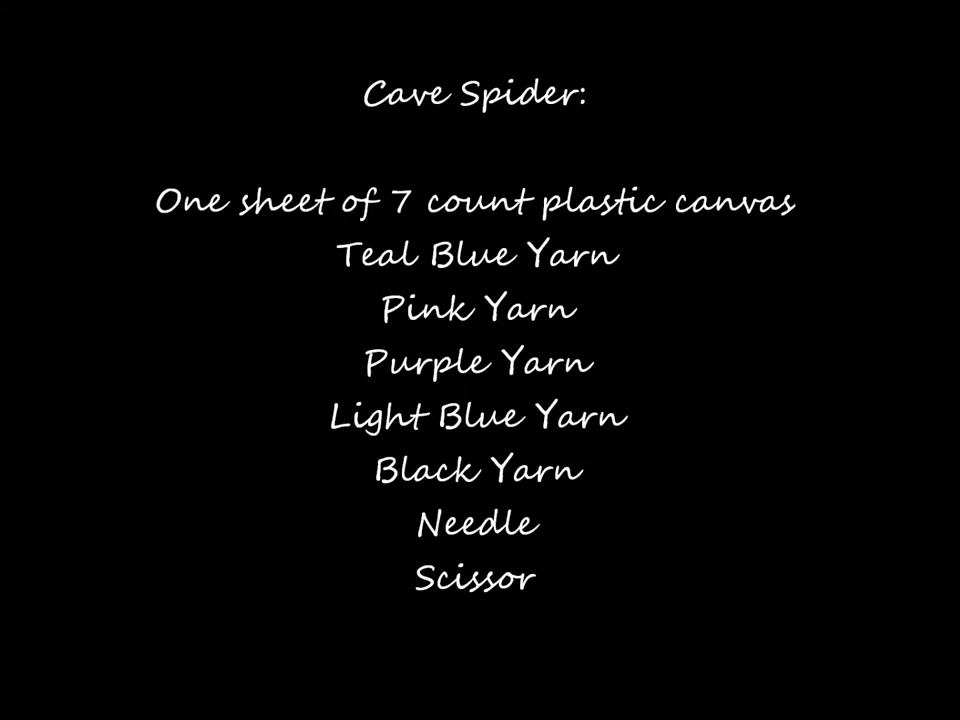 Cave Spider:
One sheet of 7 count plastic canvas
Teal Blue Yarn
Pink Yarn
Purple Yarn
Light Blue Yarn
Black Yarn
Needle
Scissor